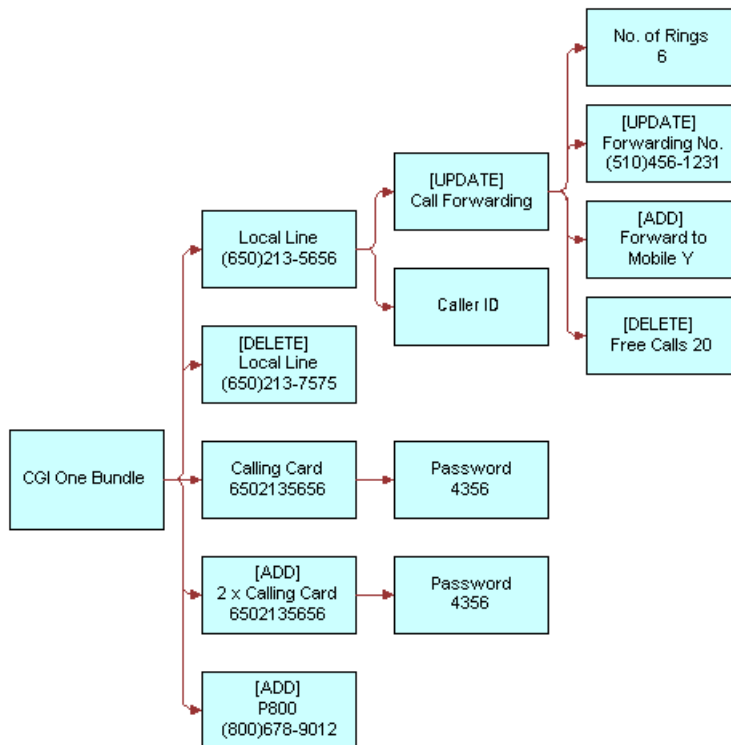 No. of Rings
6
[UPDATE]
Forwarding No.
(510)456-1231
[UPDATE]
Call Forwarding
[ADD]
Forward to
Mobile Y
Local Line
(650)213-5656
Caller ID
[DELETE]
Free Calls 20
[DELETE]
Local Line
(650)213-7575
CGI One Bundle
Calling Card
6502135656
Password
4356
[ADD]
2 x Calling Card
6502135656
Password
4356
[ADD]
P800
(800)678-9012